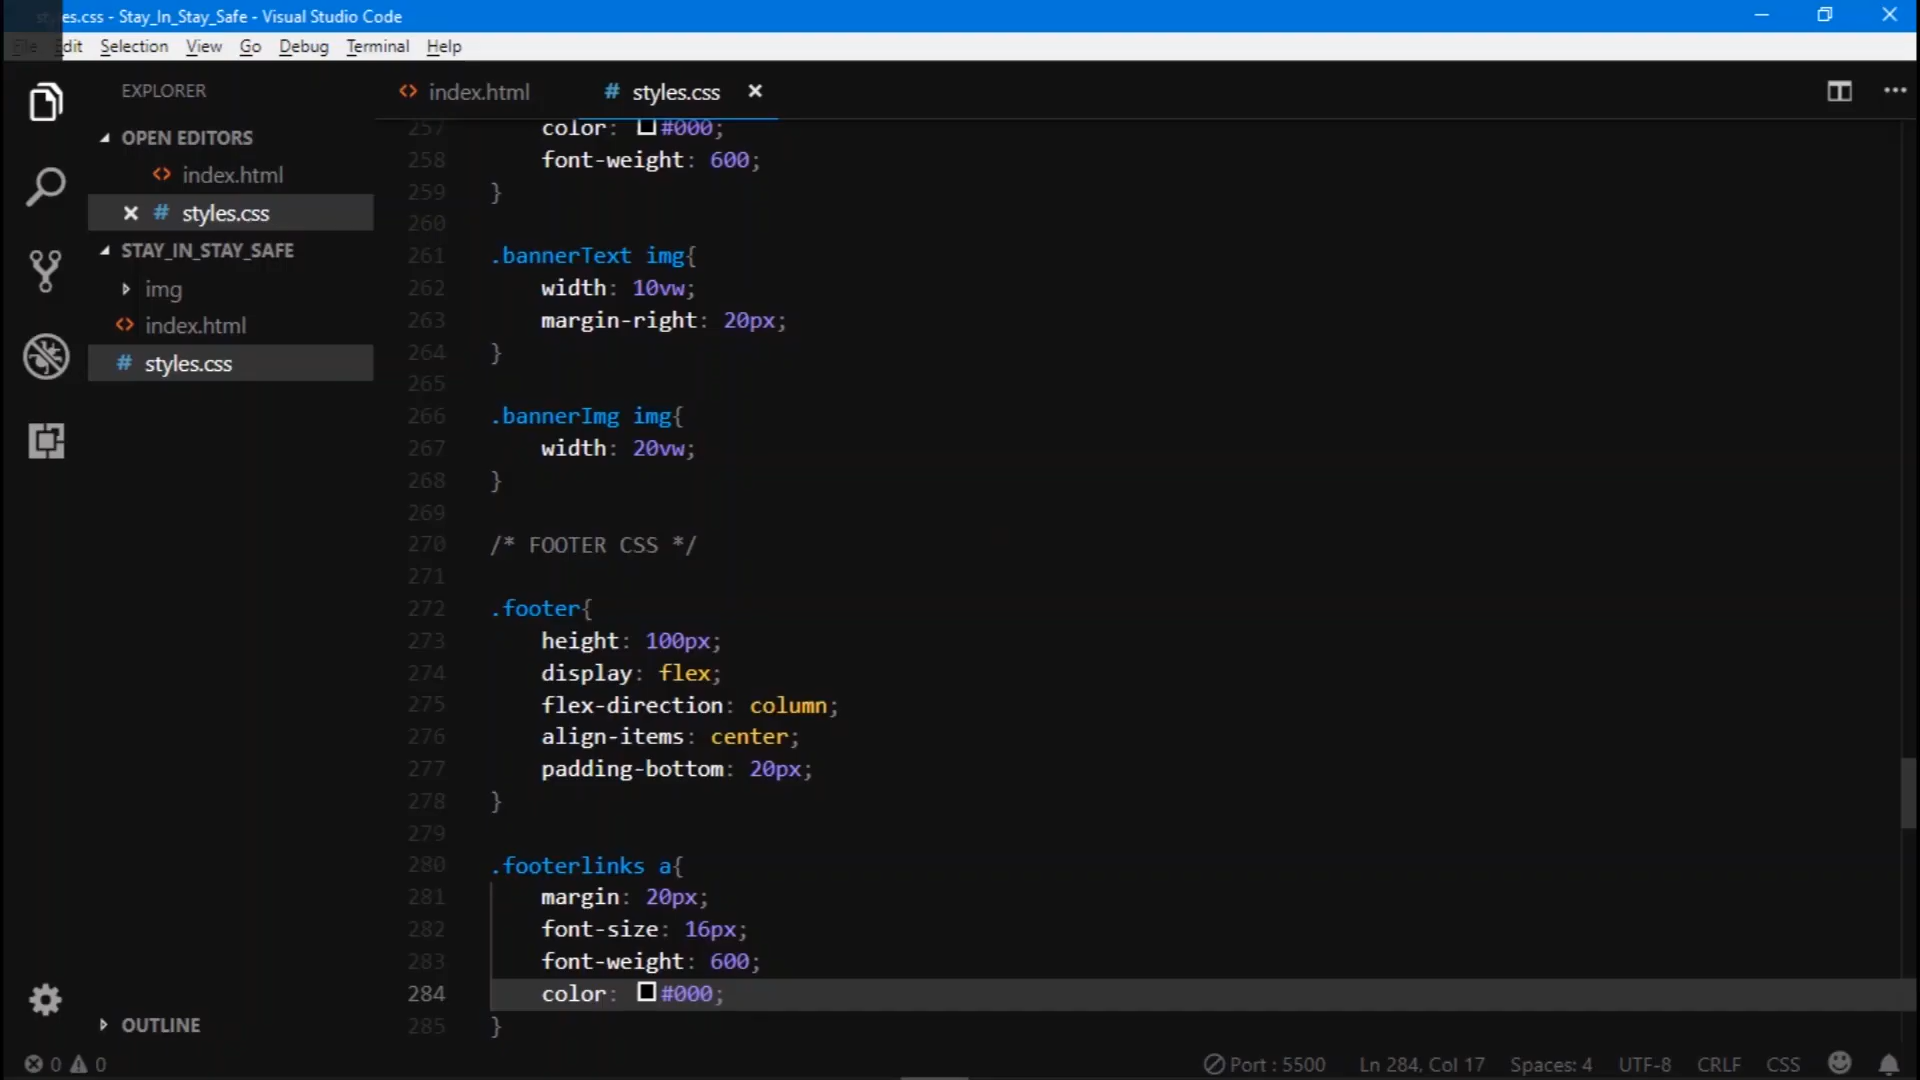 es.css - Stay_In_Stay_Safe - Visual Studio Code
File Edit Selection View Go Debug Terminal Help
EXPLORER
OPEN EDITORS
index.html
styles.css
STAY_IN_STAY_SAFE
img
index.html
styles.css
OUTLINE
index.html
# styles.css
257 color: #000;
258 font-weight: 600;
259 }
260
261 .bannerText img{
262 width: 10vw;
263 margin-right: 20px;
264 }
265
266 .bannerImg img{
267 width: 20vw;
268 }
269
270 /* FOOTER CSS */
271
272 .footer{
273 height: 100px;
274 display: flex;
275 flex-direction: column;
276 align-items: center;
277 padding-bottom: 20px;
278 }
279
280 .footerlinks a{
281 margin: 20px;
282 font-size: 16px;
283 font-weight: 600;
284 color: #000;
285 }
0 0 Port : 5500 Ln 284, Col 17 Spaces: 4 UTF-8 CRLF CSS